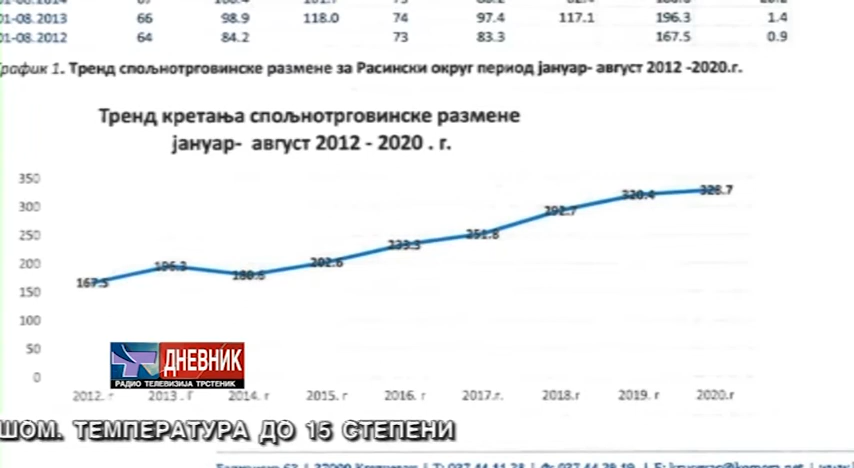 01-08.2013 66 98.9 118.0 74 97.4 117.1 196.3 1.4
01-08.2012 64 84.2 73 83.3 167.5 0.9
График 1. Тренд спољнотрговинске размене за Расински округ период јануар- август 2012 -2020.г.
Тренд кретања спољнотрговинске размене
јануар- август 2012 - 2020 . г.
350
300
250
200
150
100
50
0
167.5 196.3 180.6 202.6 233.3 251.8 292.7 320.4 328.7
2012. г 2013 . Г 2014. г 2015. г 2016. г 2017.г. 2018.г 2019. г 2020.г
ДНЕВНИК
РАДИО ТЕЛЕВИЗИЈА ТРСТЕНИК
ШОМ. ТЕМПЕРАТУРА ДО 15 СТЕПЕНИ